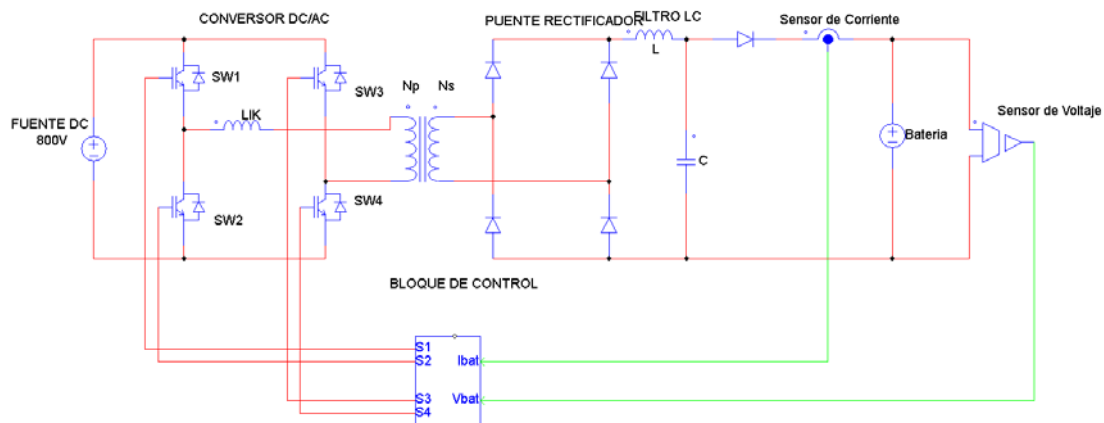 CONVERSOR DC/AC
PUENTE RECTIFICADOR
FILTRO LC
Sensor de Corriente
L
SW1
SW3
Np
Ns
LIK
FUENTE DC
800V
Sensor de Voltaje
Bateria
C
SW2
SW4
BLOQUE DE CONTROL
S1
S2
Ibat
S3
Vbat
S4